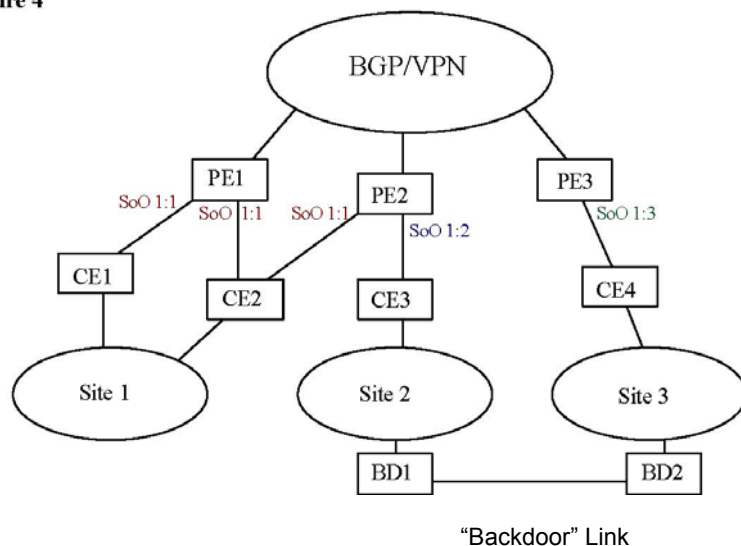 4
BGP/VPN
PE1
PE2
PE3
SoO 1:1
SoO 1:1
SoO 1:1
SoO 1:2
SoO 1:3
CE1
CE2
CE3
CE4
Site 1
Site 2
Site 3
BD1
BD2
“Backdoor” Link